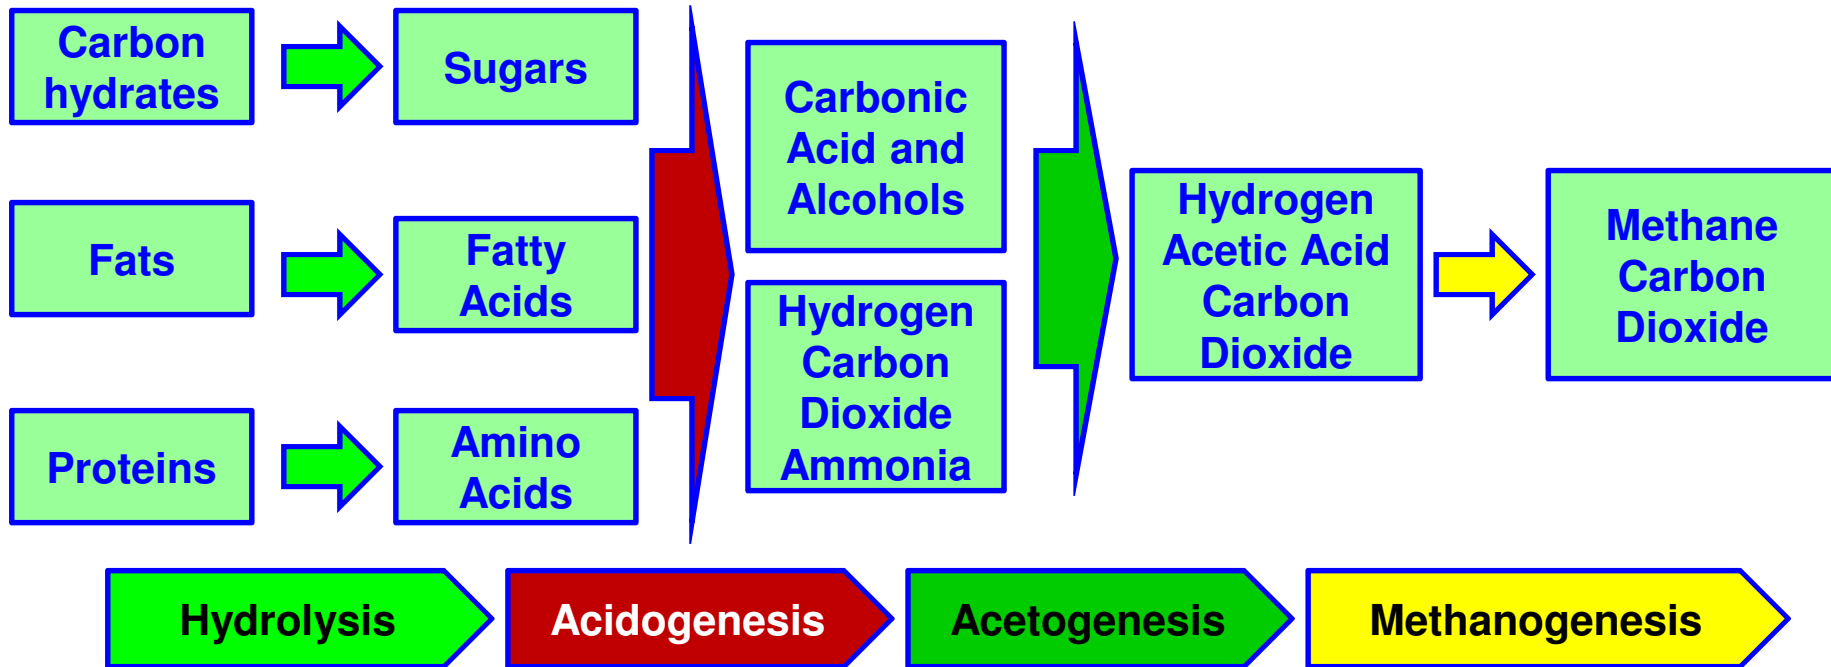 Carbon
hydrates
Sugars
Carbonic
Acid and
Alcohols
Fats
Fatty
Acids
Hydrogen
Acetic Acid
Carbon
Dioxide
Methane
Carbon
Dioxide
Hydrogen
Carbon
Dioxide
Ammonia
Proteins
Amino
Acids
Hydrolysis
Acidogenesis
Acetogenesis
Methanogenesis